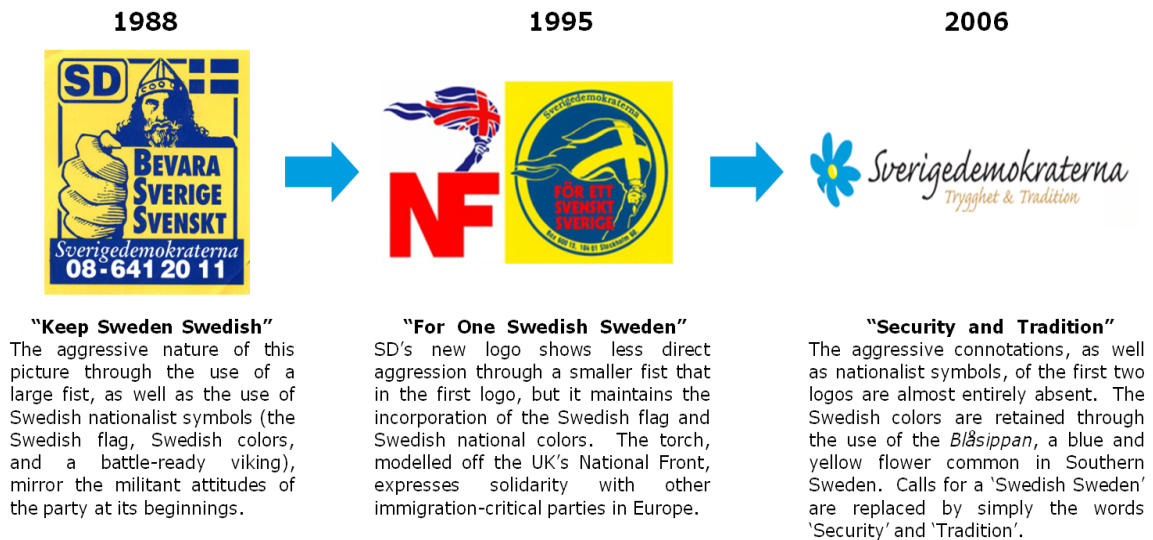 1988
SD
BEVARA
SVERIGE
SVENSKT
Sverigedemokraterna
08-641 20 11
“Keep Sweden Swedish”
The aggressive nature of this
picture through the use of a
large fist, as well as the use of
Swedish nationalist symbols (the
Swedish flag, Swedish colors,
and a battle-ready viking),
mirror the militant attitudes of
the party at its beginnings.
1995
NF
Sverigedemokraterna
FÖR ETT
SVENSKT
SVERIGE
Box 600 15, 104 01 Stockholm
“For One Swedish Sweden”
SD’s new logo shows less direct
aggression through a smaller fist that
in the first logo, but it maintains the
incorporation of the Swedish flag and
Swedish national colors. The torch,
modelled off the UK’s National Front,
expresses solidarity with other
immigration-critical parties in Europe.
2006
Sverigedemokraterna
Trygghet & Tradition
“Security and Tradition”
The aggressive connotations, as well
as nationalist symbols, of the first two
logos are almost entirely absent. The
Swedish colors are retained through
the use of the Blåsippan, a blue and
yellow flower common in Southern
Sweden. Calls for a ‘Swedish Sweden’
are replaced by simply the words
‘Security’ and ‘Tradition’.